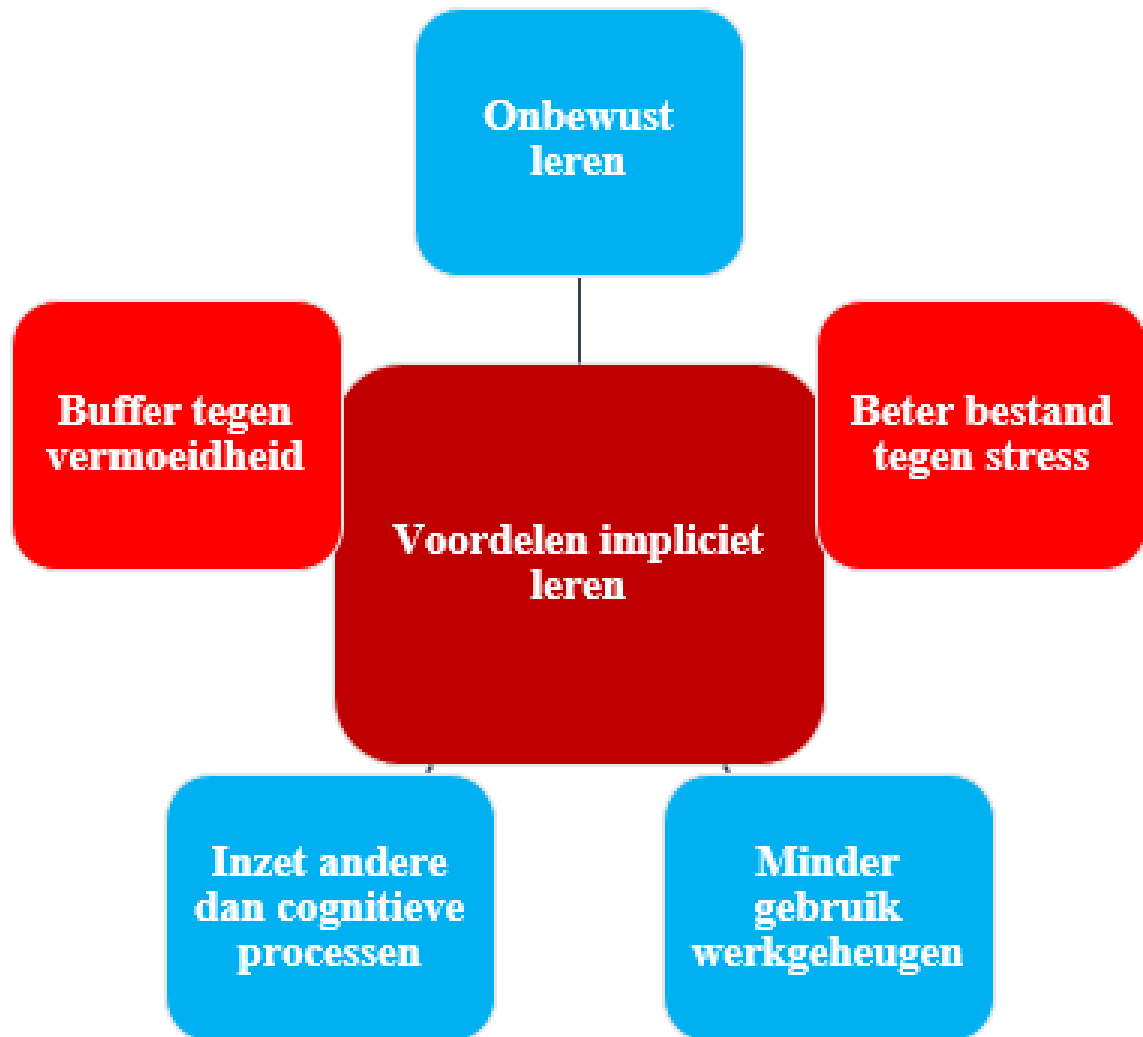 Onbewust
leren
Buffer tegen
vermoeidheid
Beter bestand
tegen stress
Voordelen impliciet
leren
Inzet andere
dan cognitieve
processen
Minder
gebruik
werkgeheugen